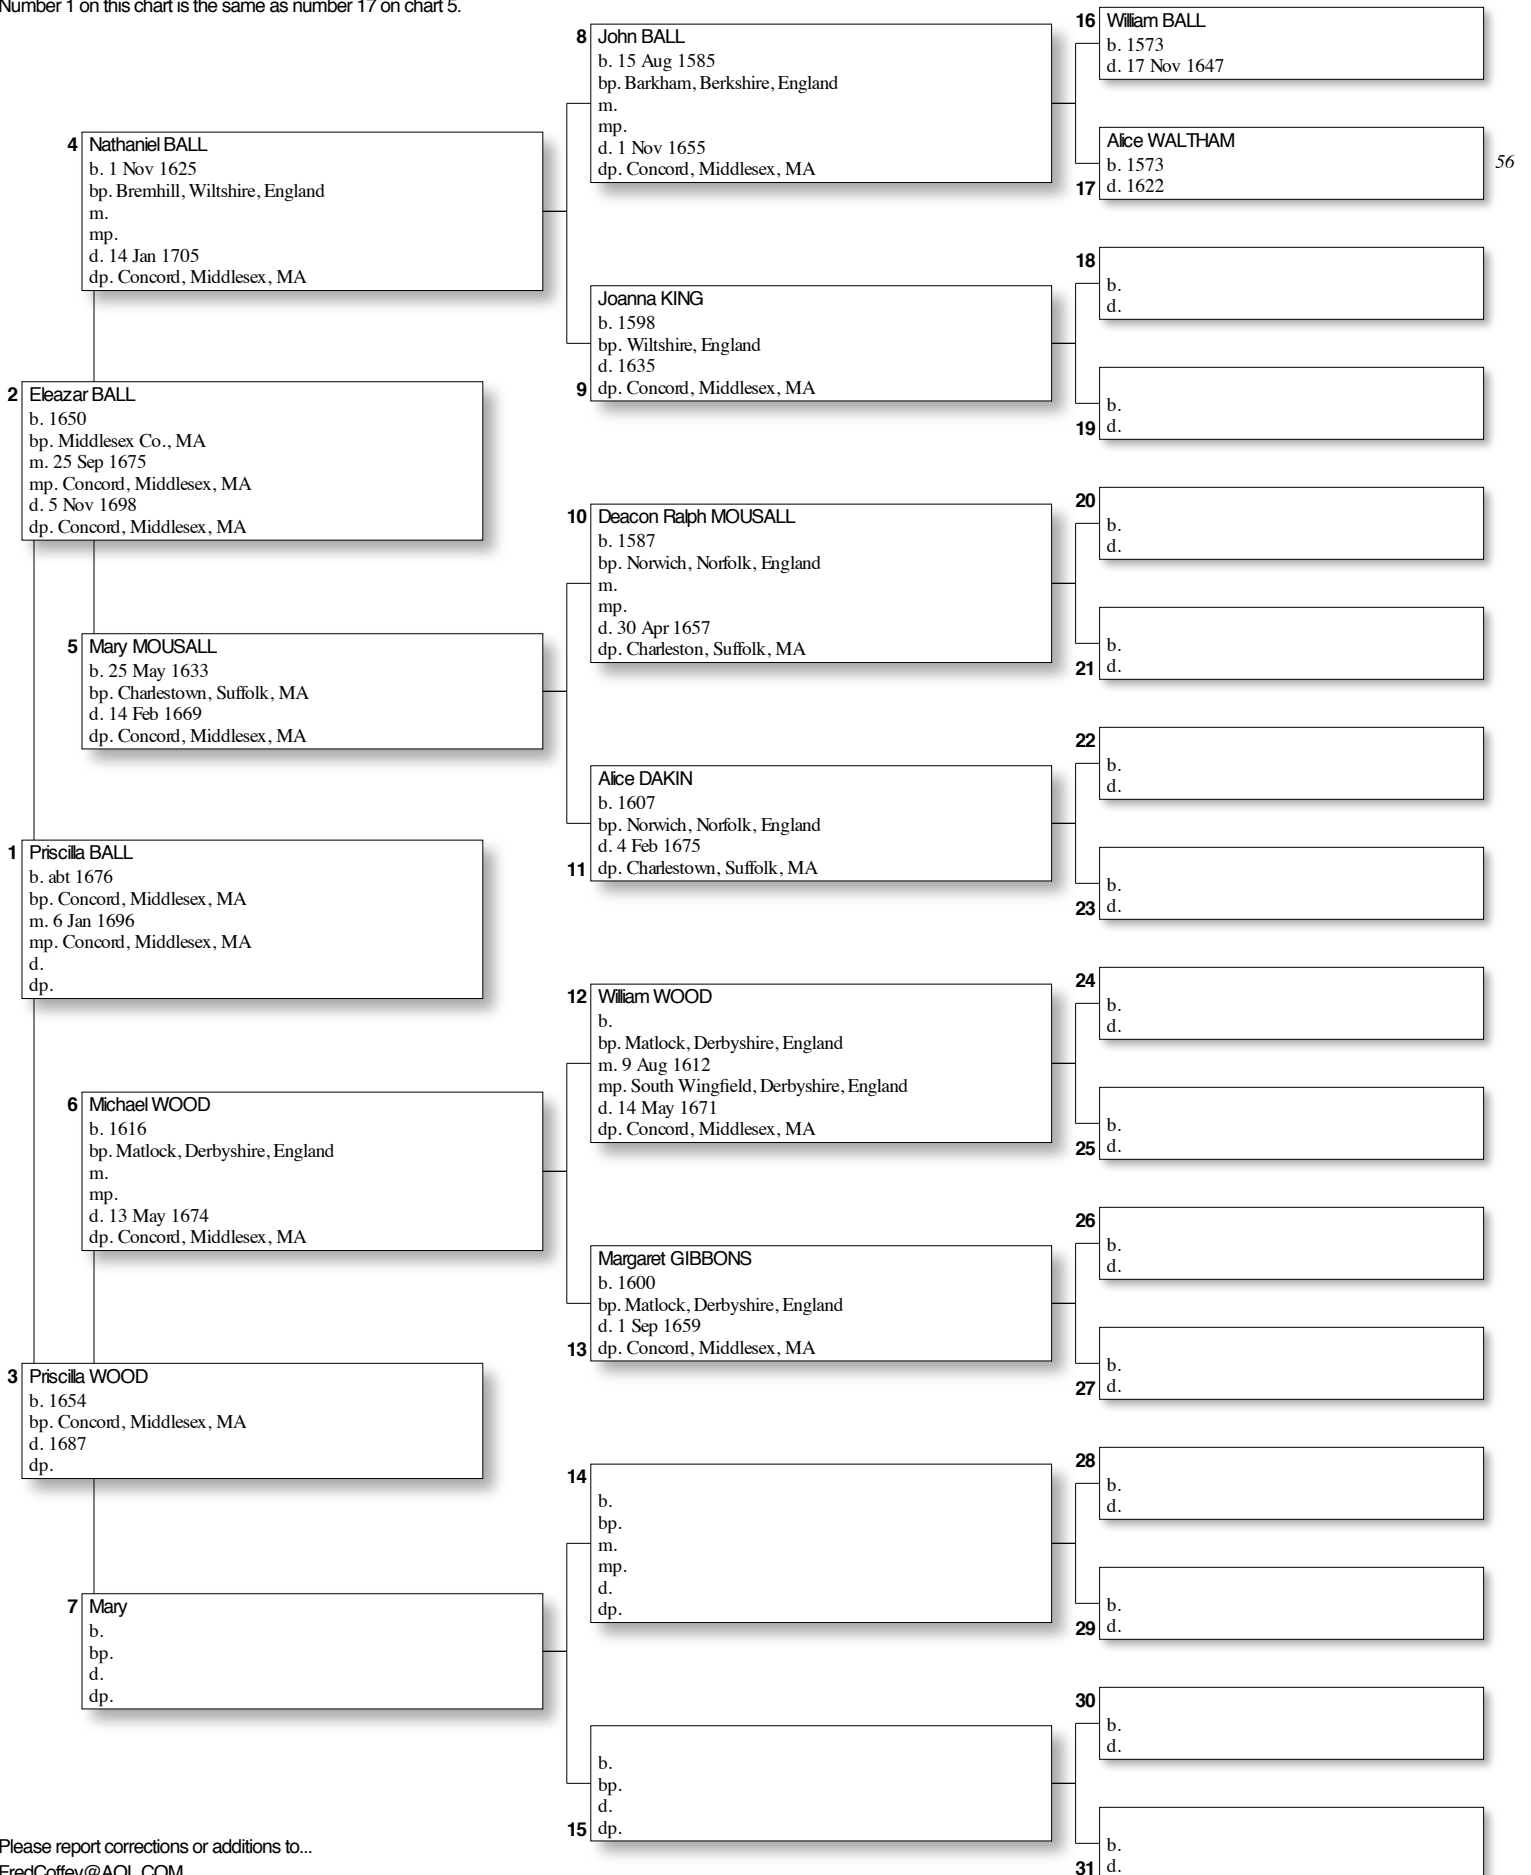 Number 1 on this chart is the same as number 17 on chart 5.
16 William BALL
b. 1573
d. 17 Nov 1647
8 John BALL
b. 15 Aug 1585
bp. Barkham, Berkshire, England
m.
mp.
d. 1 Nov 1655
dp. Concord, Middlesex, MA
Alice WALTHAM
b. 1573
17 d. 1622
56
4 Nathaniel BALL
b. 1 Nov 1625
bp. Bremhill, Wiltshire, England
m.
mp.
d. 14 Jan 1705
dp. Concord, Middlesex, MA
18
b.
d.
Joanna KING
b. 1598
bp. Wiltshire, England
d. 1635
9 dp. Concord, Middlesex, MA
b.
19 d.
2 Eleazar BALL
b. 1650
bp. Middlesex Co., MA
m. 25 Sep 1675
mp. Concord, Middlesex, MA
d. 5 Nov 1698
dp. Concord, Middlesex, MA
20
b.
d.
10 Deacon Ralph MOUSALL
b. 1587
bp. Norwich, Norfolk, England
m.
mp.
d. 30 Apr 1657
dp. Charleston, Suffolk, MA
b.
21 d.
5 Mary MOUSALL
b. 25 May 1633
bp. Charlestown, Suffolk, MA
d. 14 Feb 1669
dp. Concord, Middlesex, MA
22
b.
d.
Alice DAKIN
b. 1607
bp. Norwich, Norfolk, England
d. 4 Feb 1675
11 dp. Charlestown, Suffolk, MA
b.
23 d.
1 Priscilla BALL
b. abt 1676
bp. Concord, Middlesex, MA
m. 6 Jan 1696
mp. Concord, Middlesex, MA
d.
dp.
24
b.
d.
12 William WOOD
b.
bp. Matlock, Derbyshire, England
m. 9 Aug 1612
mp. South Wingfield, Derbyshire, England
d. 14 May 1671
dp. Concord, Middlesex, MA
b.
25 d.
6 Michael WOOD
b. 1616
bp. Matlock, Derbyshire, England
m.
mp.
d. 13 May 1674
dp. Concord, Middlesex, MA
26
b.
d.
Margaret GIBBONS
b. 1600
bp. Matlock, Derbyshire, England
d. 1 Sep 1659
13 dp. Concord, Middlesex, MA
b.
27 d.
3 Priscilla WOOD
b. 1654
bp. Concord, Middlesex, MA
d. 1687
dp.
28
b.
d.
14
b.
bp.
m.
mp.
d.
dp.
b.
29 d.
7 Mary
b.
bp.
d.
dp.
30
b.
d.
b.
bp.
d.
15 dp.
b.
31 d.
Please report corrections or additions to...
FredCoffey@AOL.COM